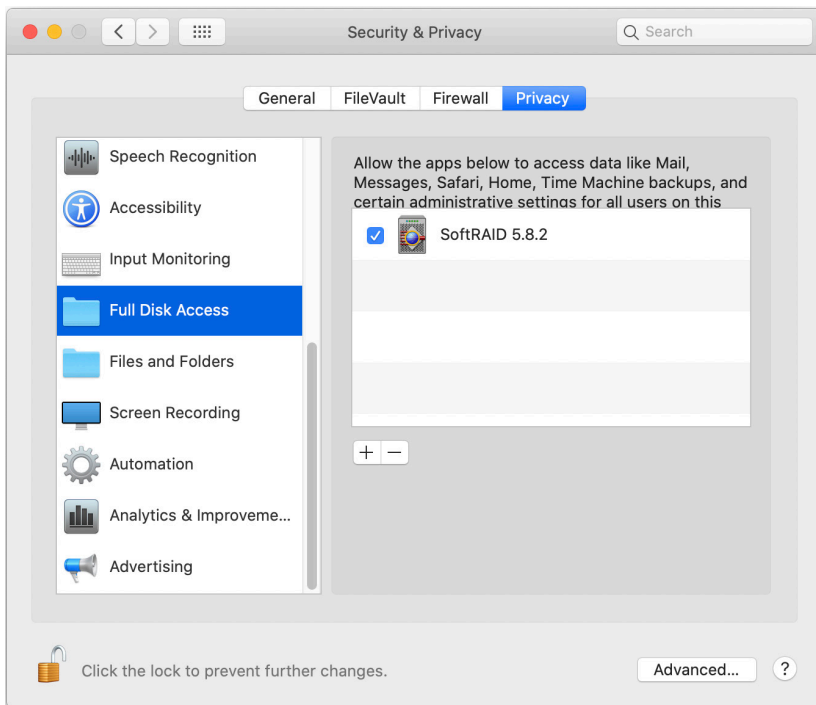 Security & Privacy
Search
General
FileVault
Firewall
Privacy
Speech Recognition
Accessibility
Input Monitoring
Full Disk Access
Files and Folders
Screen Recording
Automation
Analytics & Improveme...
Advertising
Allow the apps below to access data like Mail,
Messages, Safari, Home, Time Machine backups, and
certain administrative settings for all users on this
SoftRAID 5.8.2
+
−
Click the lock to prevent further changes.
Advanced...
?